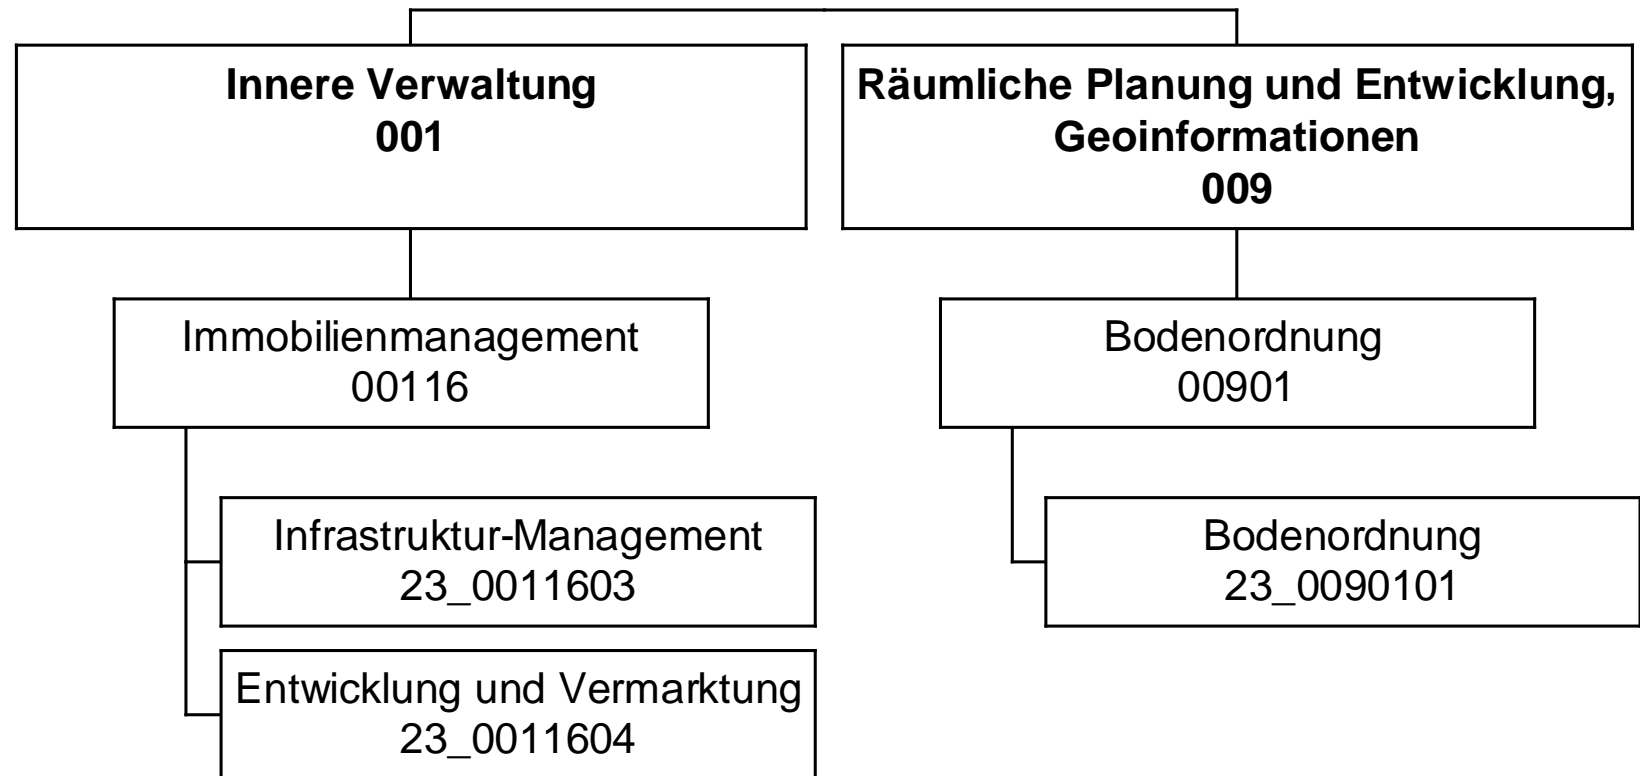 Innere Verwaltung
001
Räumliche Planung und Entwicklung,
Geoinformationen
009
Immobilienmanagement
00116
Bodenordnung
00901
Infrastruktur-Management
23_0011603
Bodenordnung
23_0090101
Entwicklung und Vermarktung
23_0011604